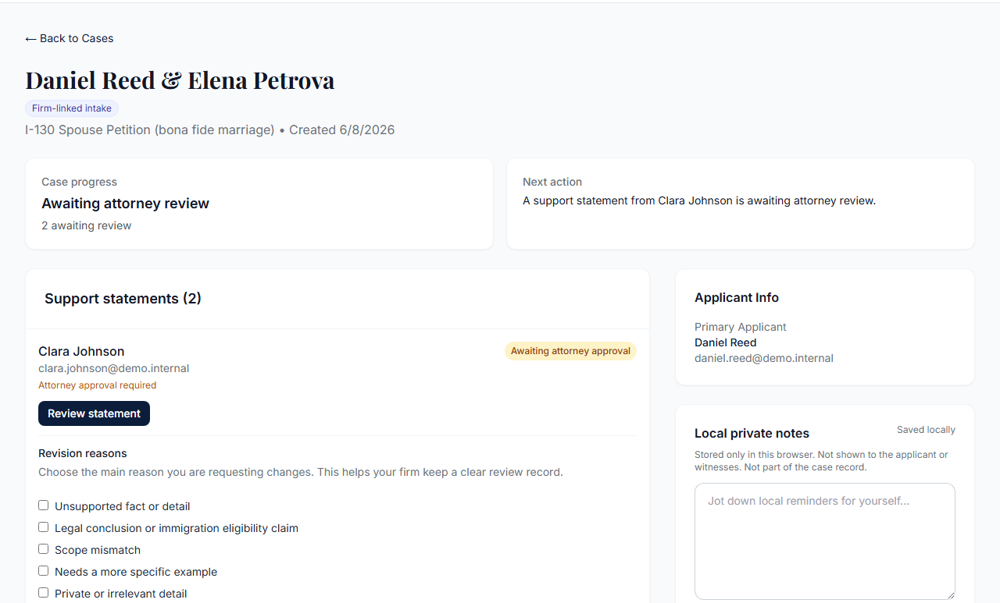 ← Back to Cases
Daniel Reed & Elena Petrova
Firm-linked intake
I-130 Spouse Petition (bona fide marriage) • Created 6/8/2026
Case progress
Awaiting attorney review
2 awaiting review
Next action
A support statement from Clara Johnson is awaiting attorney review.
Support statements (2)
Clara Johnson
Awaiting attorney approval
clara.johnson@demo.internal
Attorney approval required
Review statement
Revision reasons
Choose the main reason you are requesting changes. This helps your firm keep a clear review record.
Unsupported fact or detail
Legal conclusion or immigration eligibility claim
Scope mismatch
Needs a more specific example
Private or irrelevant detail
Applicant Info
Primary Applicant
Daniel Reed
daniel.reed@demo.internal
Local private notes
Saved locally
Stored only in this browser. Not shown to the applicant or
witnesses. Not part of the case record.
Jot down local reminders for yourself...